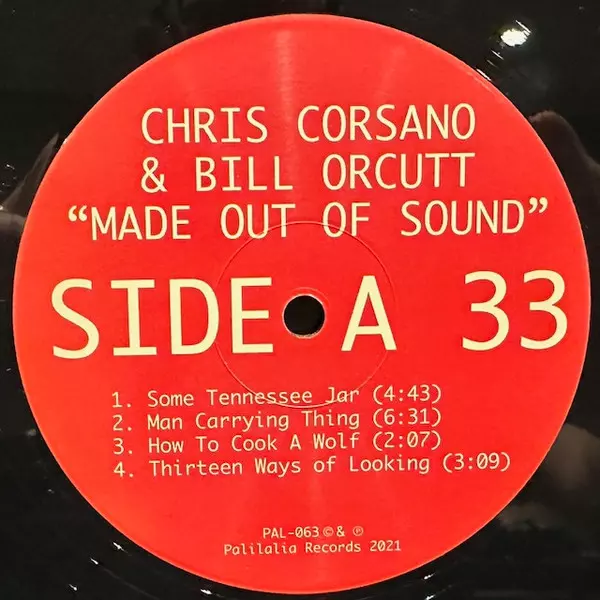 CHRIS CORSANO
& BILL ORCUTT
“MADE OUT OF SOUND”
SIDE A 33
1. Some Tennessee Jar (4:43)
2. Man Carrying Thing (6:31)
3. How To Cook A Wolf (2:07)
4. Thirteen Ways of Looking (3:09)
PAL-063 © & ℗
Palilalia Records 2021